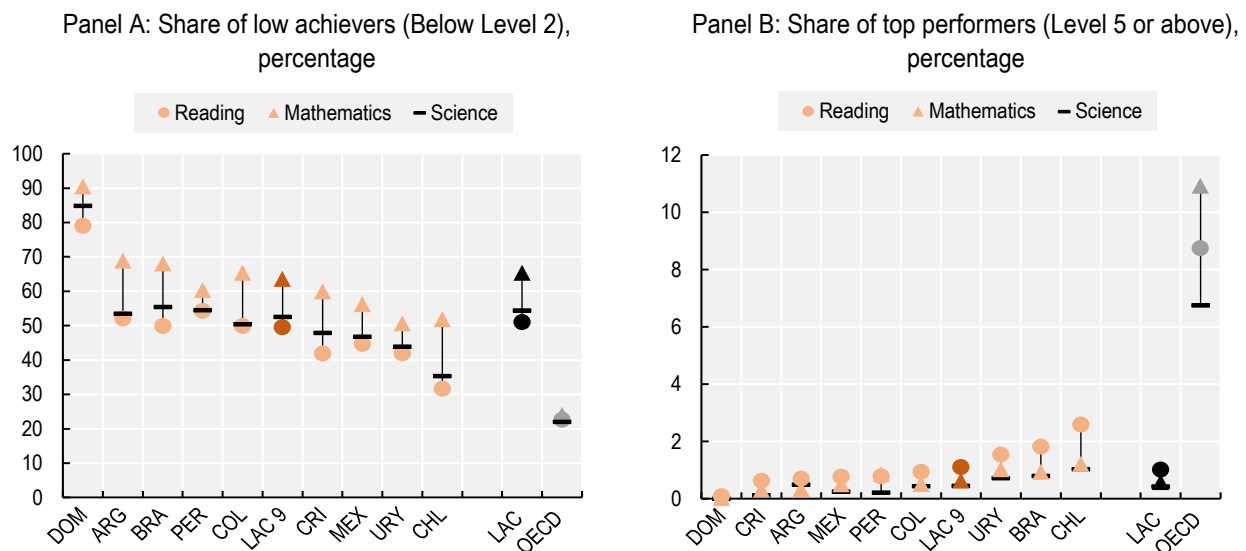 Panel A: Share of low achievers (Below Level 2),
percentage
Reading Mathematics Science
100
90
80
70
60
50
40
30
20
10
0
DOM ARG BRA PER COL LAC 9 CRI MEX URY CHL LAC OECD
Panel B: Share of top performers (Level 5 or above),
percentage
Reading Mathematics Science
12
10
8
6
4
2
0
DOM CRI ARG MEX PER COL LAC 9 URY BRA CHL LAC OECD